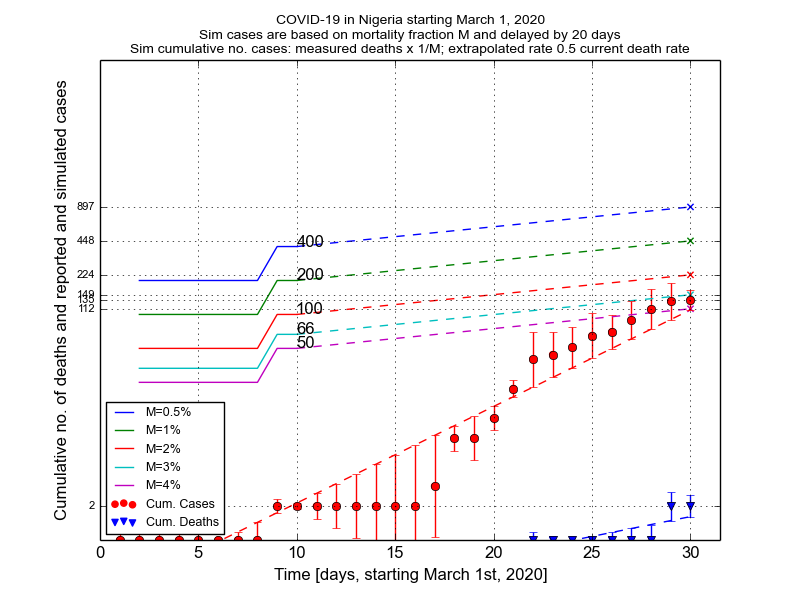 COVID-19 in Nigeria starting March 1, 2020
Sim cases are based on mortality fraction M and delayed by 20 days
Sim cumulative no. cases: measured deaths x 1/M; extrapolated rate 0.5 current death rate
Cumulative no. of deaths and reported and simulated cases
897
448
224
149
135
112
2
400
200
100
66
50
M=0.5%
M=1%
M=2%
M=3%
M=4%
Cum. Cases
Cum. Deaths
0 5 10 15 20 25 30
Time [days, starting March 1st, 2020]